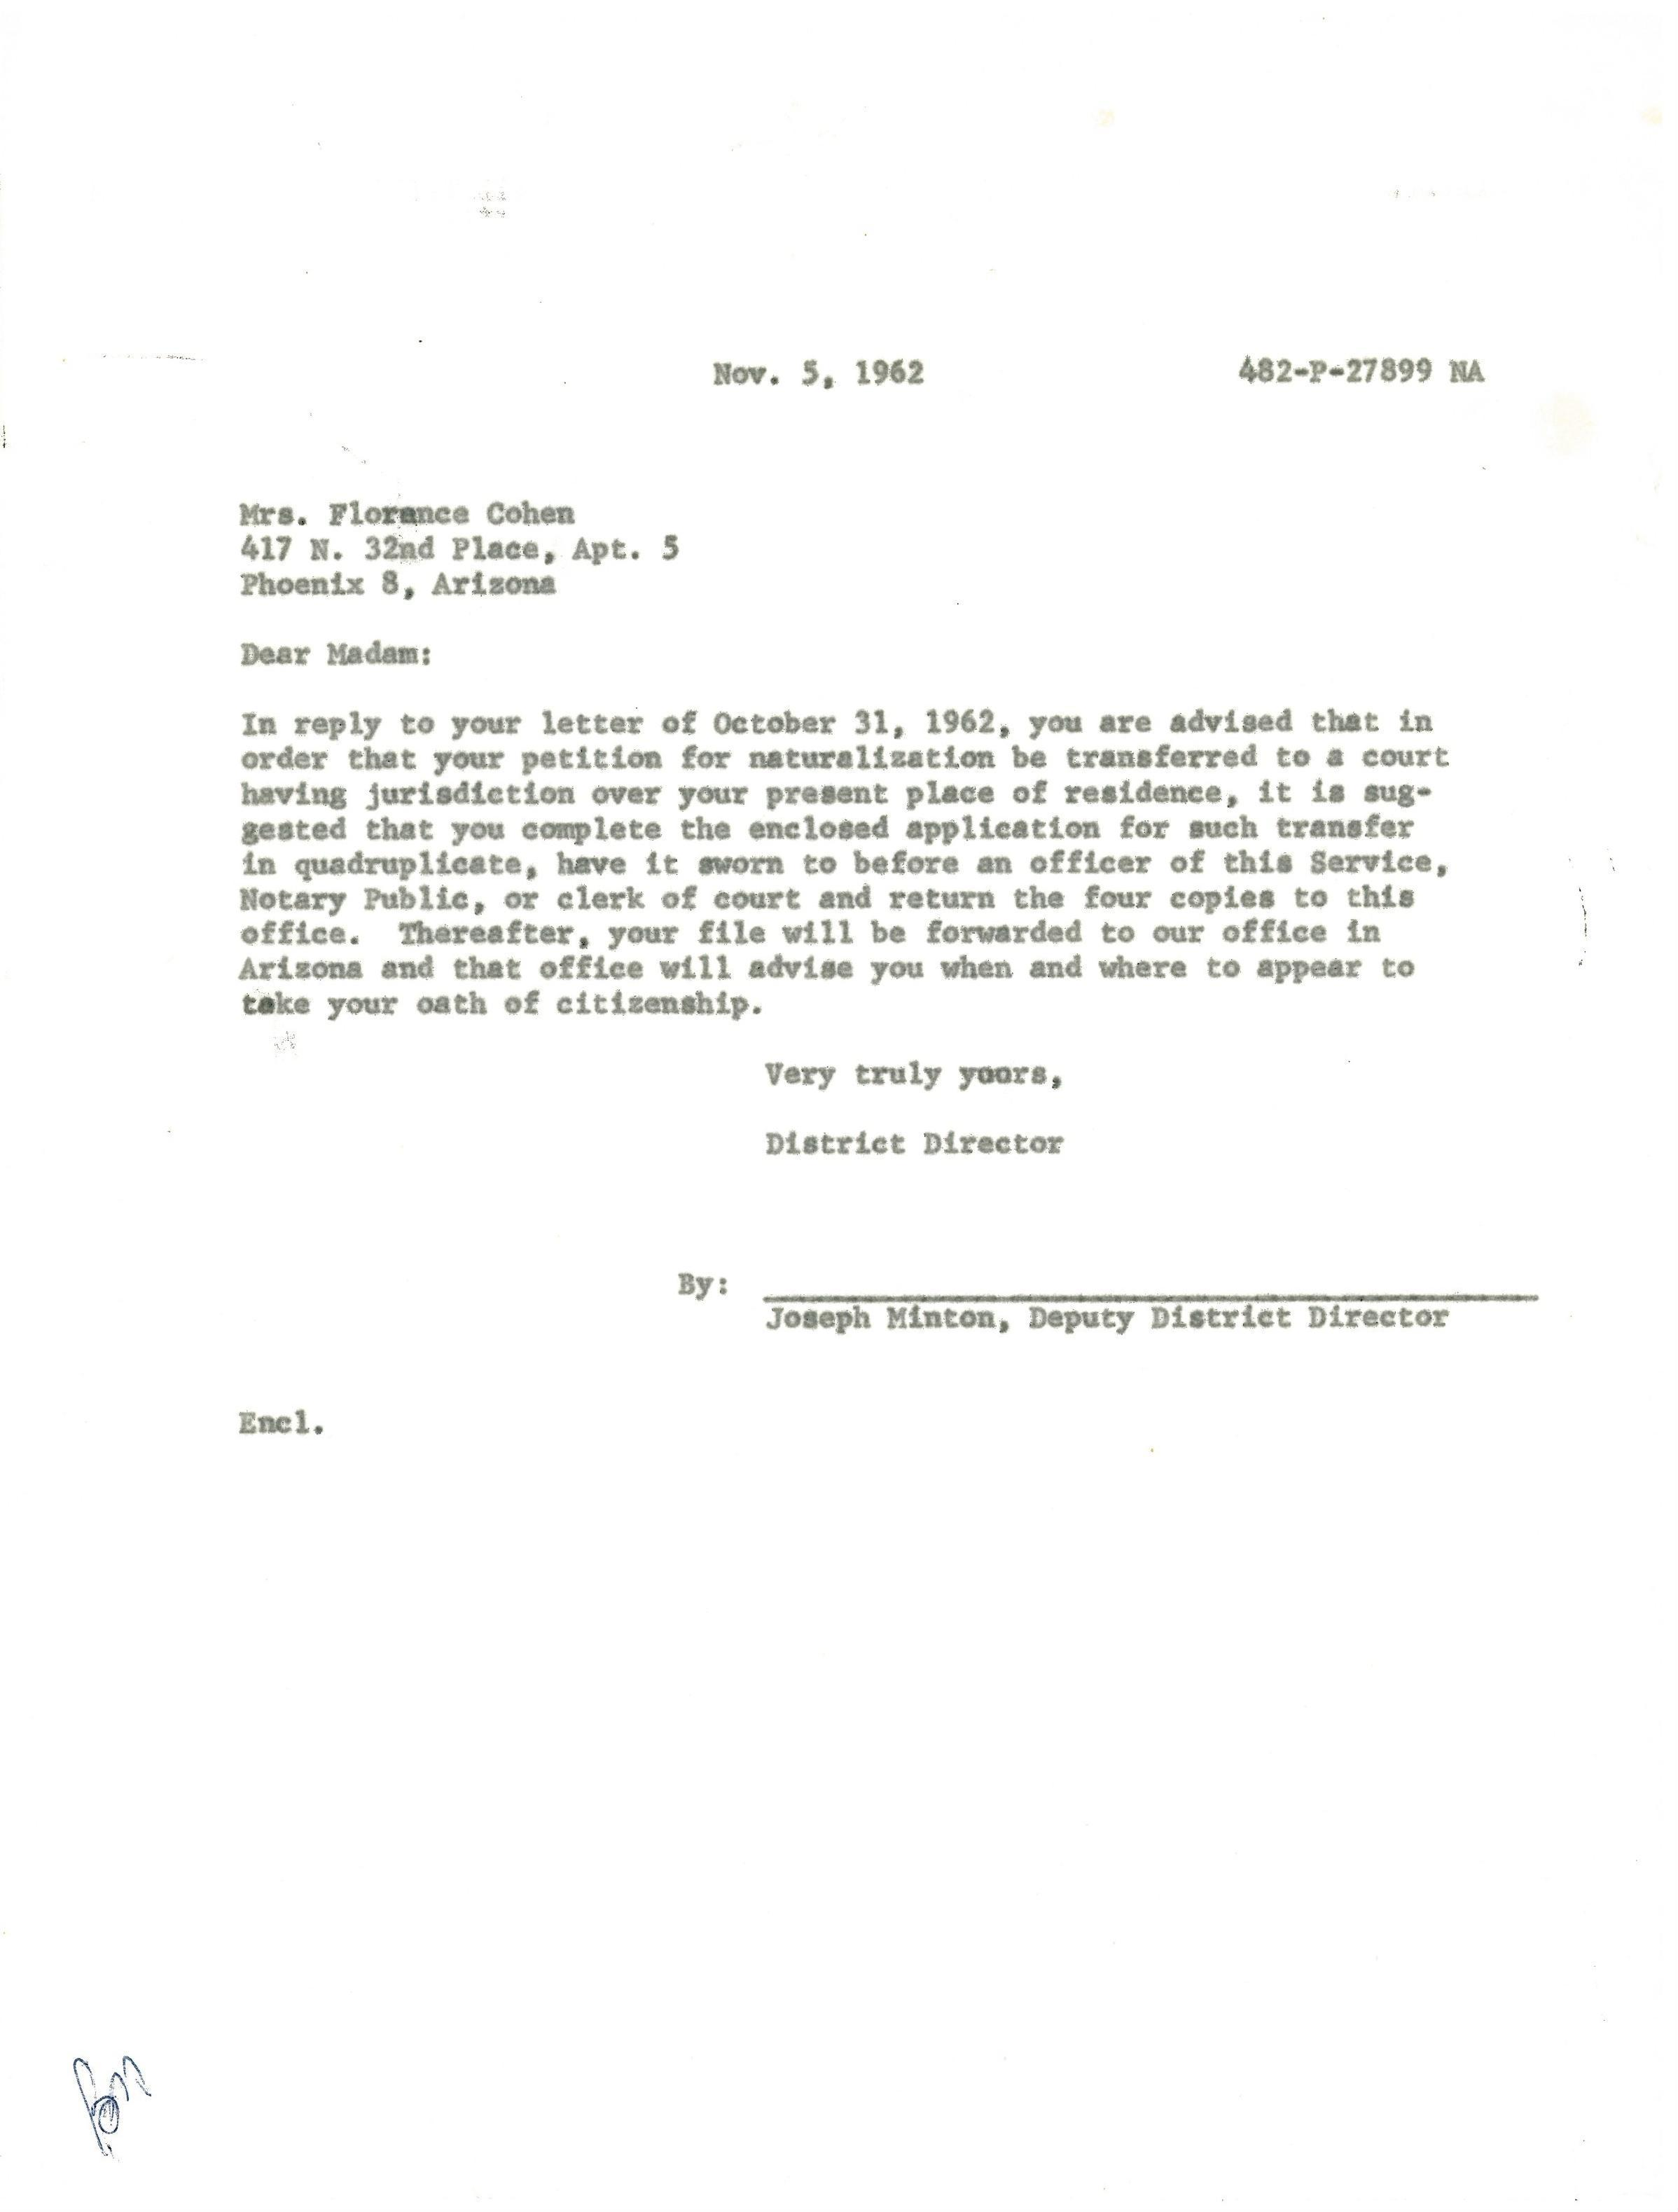 Nov. 5, 1962 482-P-27899 NA
Mrs. Florance Cohen
417 N. 32nd Place, Apt. 5
Phoenix 8, Arizona
Dear Madam:
In reply to your letter of October 31, 1962, you are advised that in
order that your petition for naturalization be transferred to a court
having jurisdiction over your present place of residence, it is sug-
gested that you complete the enclosed application for such transfer
in quadruplicate, have it sworn to before an officer of this Service,
Notary Public, or clerk of court and return the four copies to this
office. Thereafter, your file will be forwarded to our office in
Arizona and that office will advise you when and where to appear to
take your oath of citizenship.
Very truly yoors,
District Director
By:
Joseph Minton, Deputy District Director
Encl.